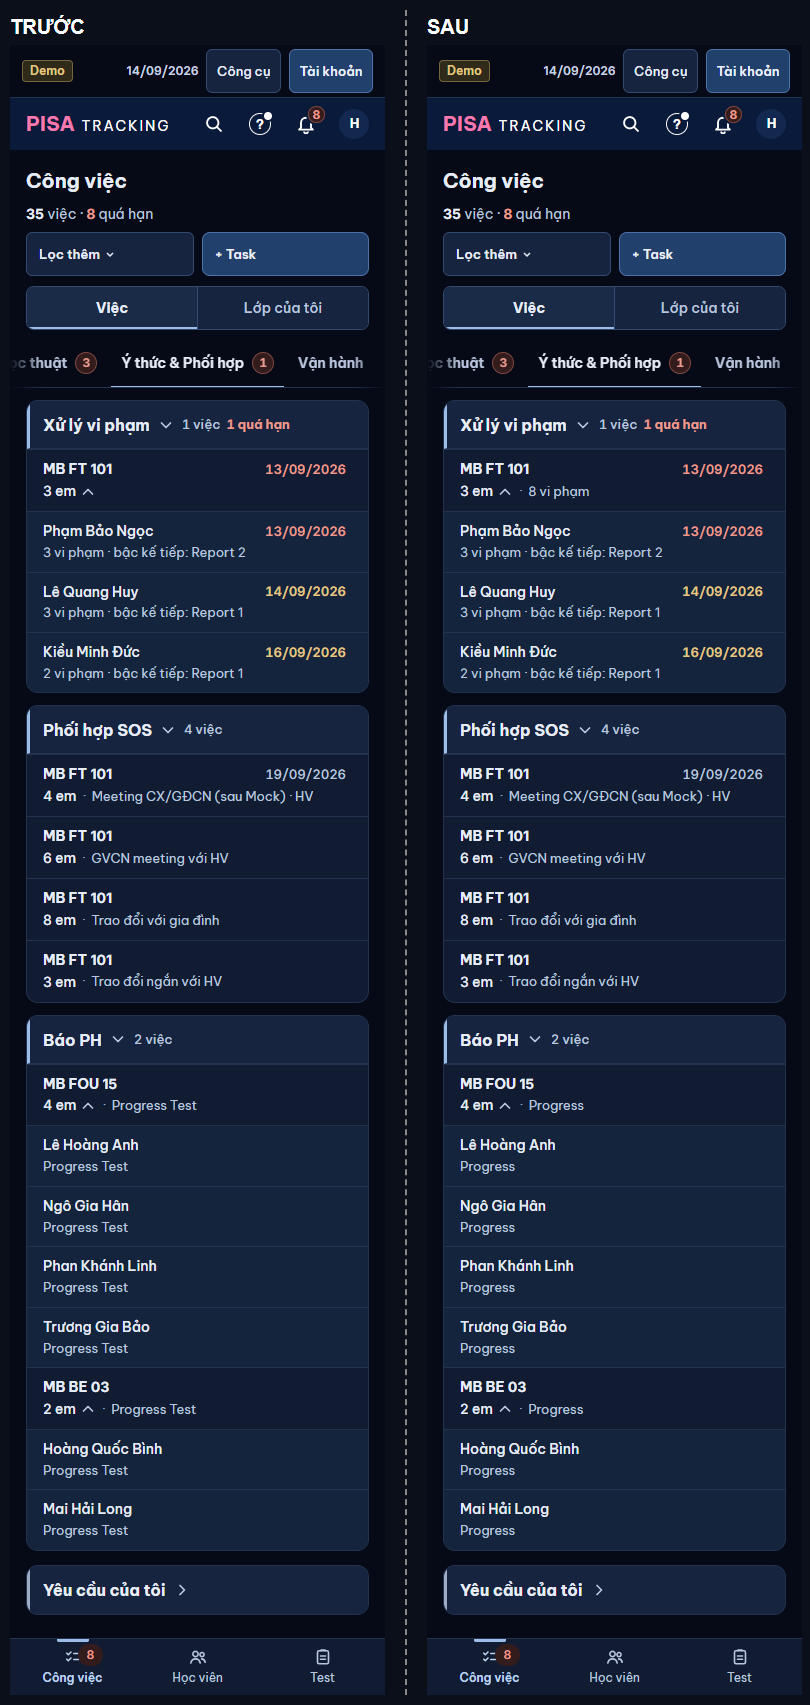 TRƯỚC
Demo 14/09/2026 Công cụ Tài khoản
PISA TRACKING ? 8 H
Công việc
35 việc · 8 quá hạn
Lọc thêm + Task
Việc Lớp của tôi
ọc thuật 3 Ý thức & Phối hợp 1 Vận hành
Xử lý vi phạm 1 việc 1 quá hạn
MB FT 101 13/09/2026
3 em
Phạm Bảo Ngọc 13/09/2026
3 vi phạm · bậc kế tiếp: Report 2
Lê Quang Huy 14/09/2026
3 vi phạm · bậc kế tiếp: Report 1
Kiều Minh Đức 16/09/2026
2 vi phạm · bậc kế tiếp: Report 1
Phối hợp SOS 4 việc
MB FT 101 19/09/2026
4 em · Meeting CX/GĐCN (sau Mock) · HV
MB FT 101
6 em · GVCN meeting với HV
MB FT 101
8 em · Trao đổi với gia đình
MB FT 101
3 em · Trao đổi ngắn với HV
Báo PH 2 việc
MB FOU 15
4 em · Progress Test
Lê Hoàng Anh
Progress Test
Ngô Gia Hân
Progress Test
Phan Khánh Linh
Progress Test
Trương Gia Bảo
Progress Test
MB BE 03
2 em · Progress Test
Hoàng Quốc Bình
Progress Test
Mai Hải Long
Progress Test
Yêu cầu của tôi
8
Công việc Học viên Test
SAU
Demo 14/09/2026 Công cụ Tài khoản
PISA TRACKING ? 8 H
Công việc
35 việc · 8 quá hạn
Lọc thêm + Task
Việc Lớp của tôi
ọc thuật 3 Ý thức & Phối hợp 1 Vận hành
Xử lý vi phạm 1 việc 1 quá hạn
MB FT 101 13/09/2026
3 em · 8 vi phạm
Phạm Bảo Ngọc 13/09/2026
3 vi phạm · bậc kế tiếp: Report 2
Lê Quang Huy 14/09/2026
3 vi phạm · bậc kế tiếp: Report 1
Kiều Minh Đức 16/09/2026
2 vi phạm · bậc kế tiếp: Report 1
Phối hợp SOS 4 việc
MB FT 101 19/09/2026
4 em · Meeting CX/GĐCN (sau Mock) · HV
MB FT 101
6 em · GVCN meeting với HV
MB FT 101
8 em · Trao đổi với gia đình
MB FT 101
3 em · Trao đổi ngắn với HV
Báo PH 2 việc
MB FOU 15
4 em · Progress
Lê Hoàng Anh
Progress
Ngô Gia Hân
Progress
Phan Khánh Linh
Progress
Trương Gia Bảo
Progress
MB BE 03
2 em · Progress
Hoàng Quốc Bình
Progress
Mai Hải Long
Progress
Yêu cầu của tôi
8
Công việc Học viên Test